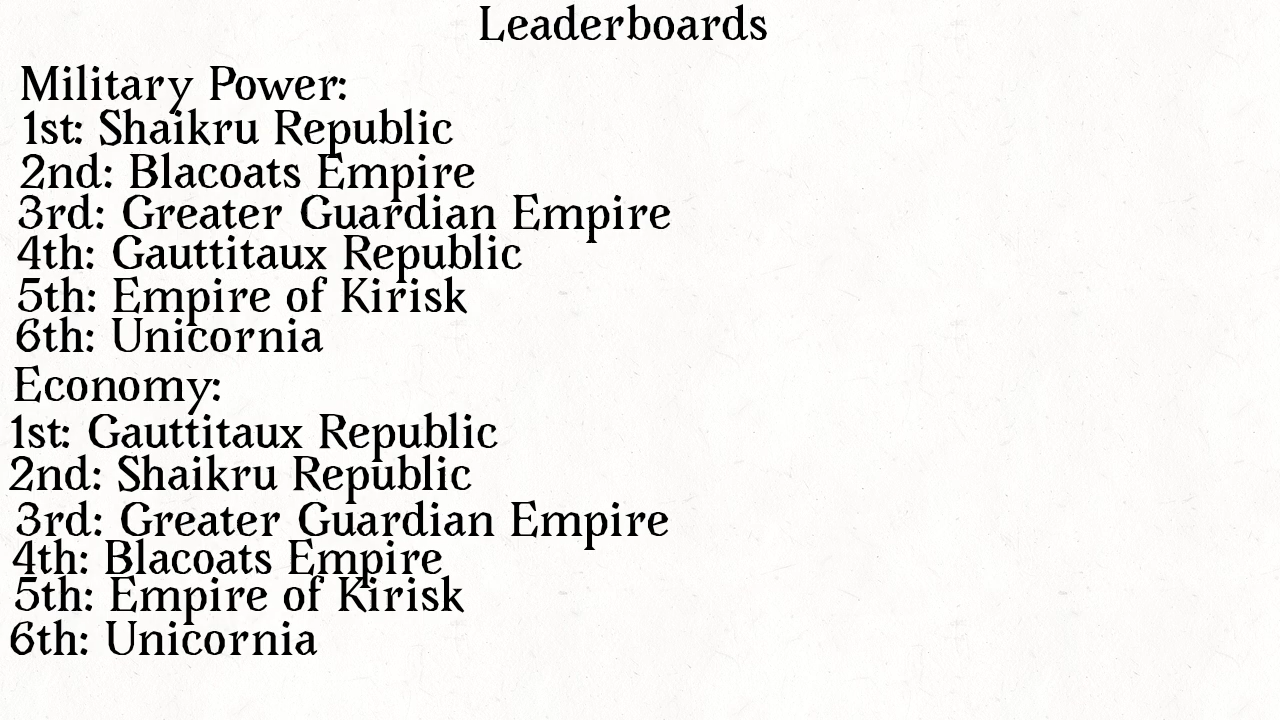 Leaderboards
Military Power:
1st: Shaikru Republic
2nd: Blacoats Empire
3rd: Greater Guardian Empire
4th: Gauttitaux Republic
5th: Empire of Kirisk
6th: Unicornia
Economy:
1st: Gauttitaux Republic
2nd: Shaikru Republic
3rd: Greater Guardian Empire
4th: Blacoats Empire
5th: Empire of Kirisk
6th: Unicornia